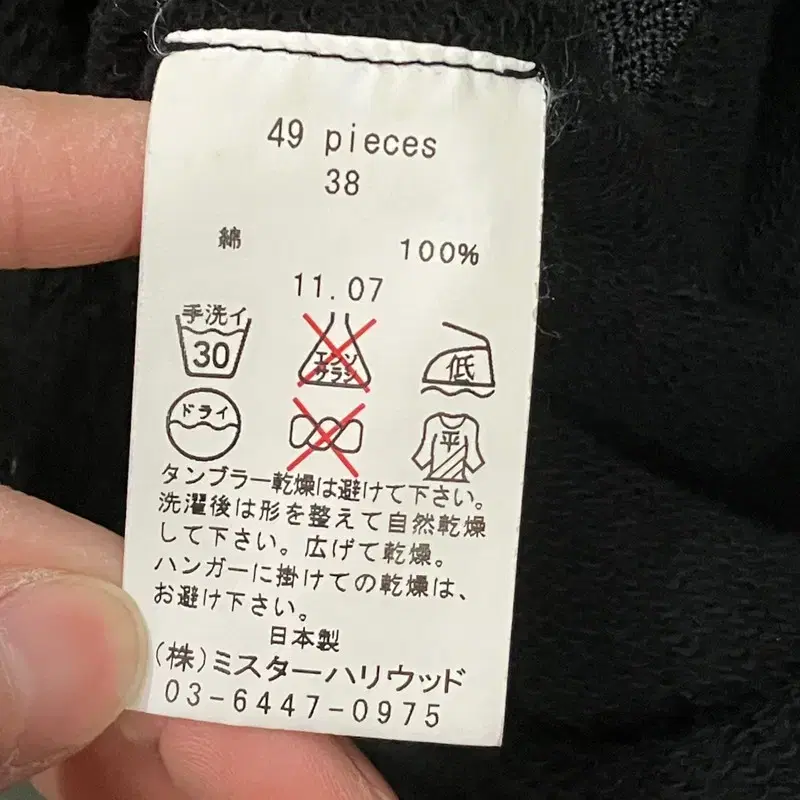 49 pieces
38
綿 100%
11.07
手洗イ
30
エンソ
サラシ
低
ドライ
平
タンブラー乾燥は避けて下さい。
洗濯後は形を整えて自然乾燥
して下さい。広げて乾燥。
ハンガーに掛けての乾燥は、
お避け下さい。
日本製
(株)ミスターハリウッド
03-6447-0975